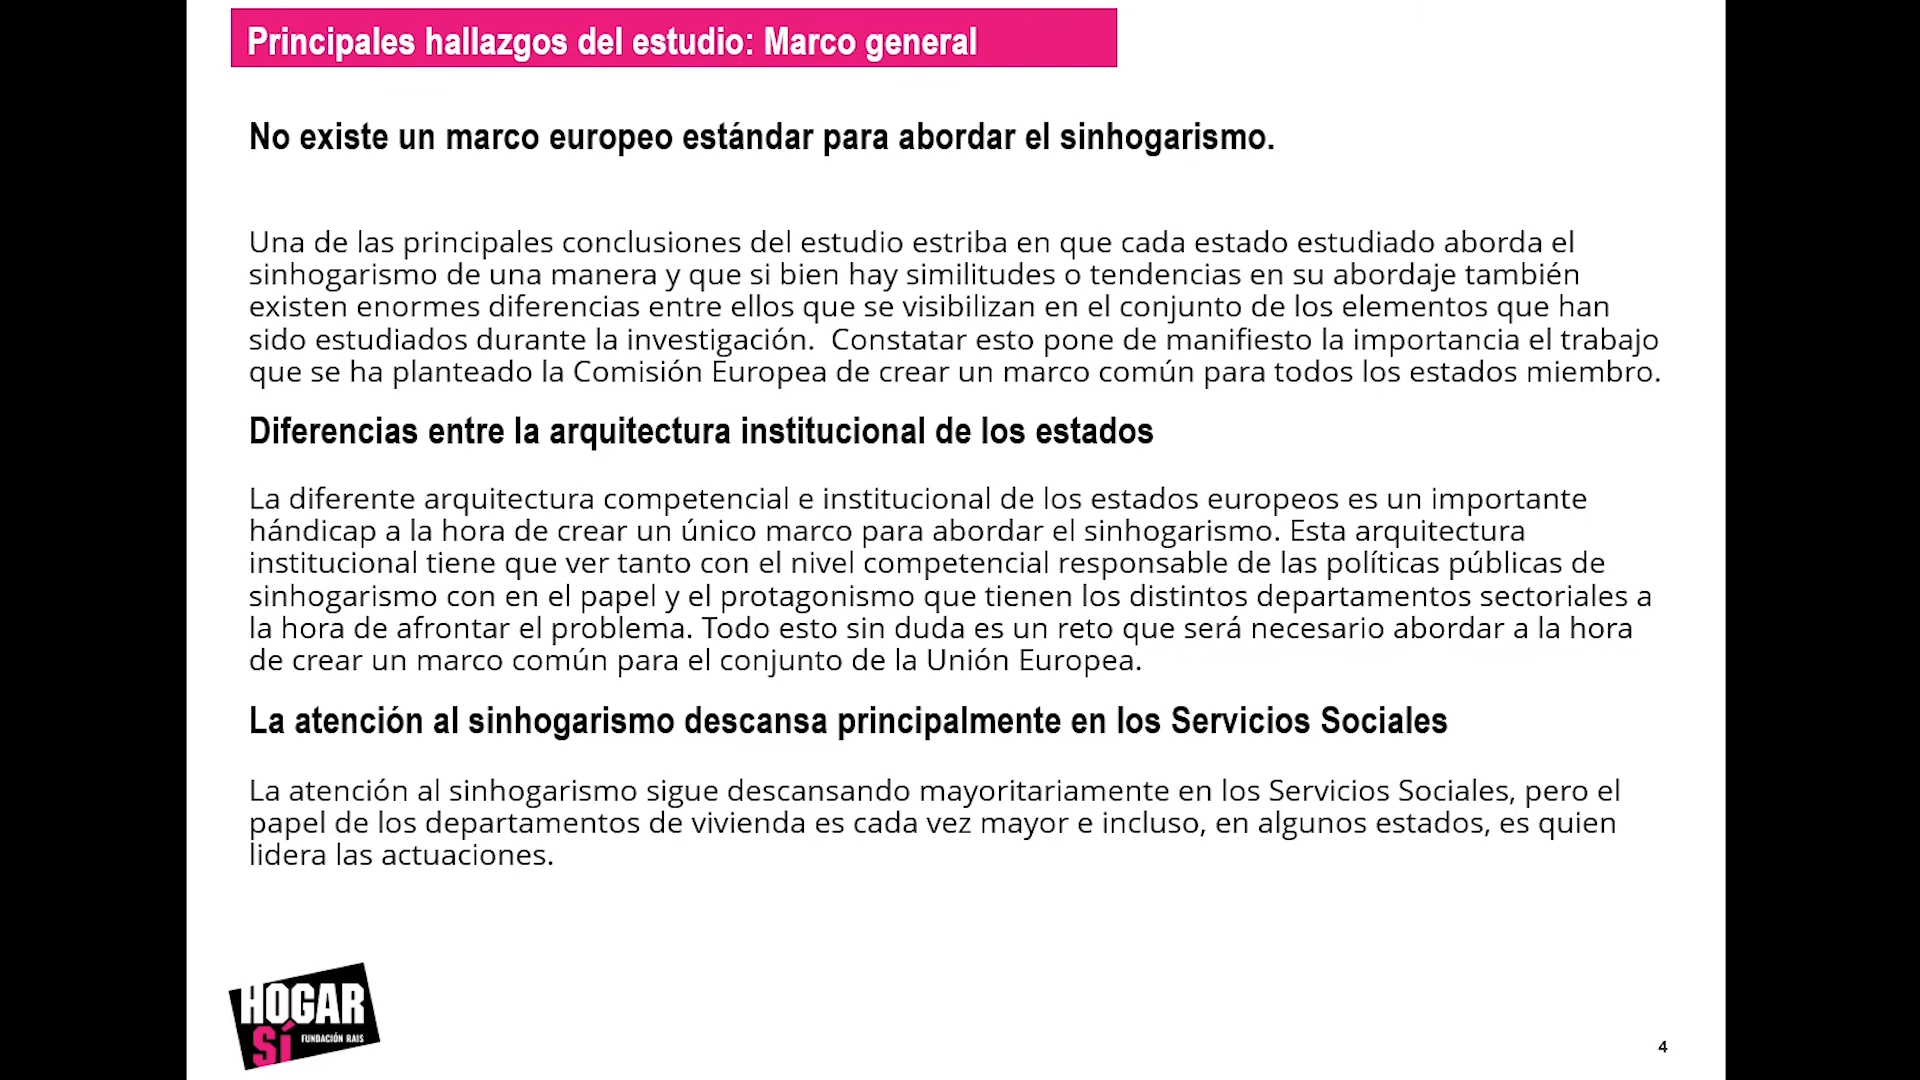 Principales hallazgos del estudio: Marco general
No existe un marco europeo estándar para abordar el sinhogarismo.
Una de las principales conclusiones del estudio estriba en que cada estado estudiado aborda el
sinhogarismo de una manera y que si bien hay similitudes o tendencias en su abordaje también
existen enormes diferencias entre ellos que se visibilizan en el conjunto de los elementos que han
sido estudiados durante la investigación.  Constatar esto pone de manifiesto la importancia el trabajo
que se ha planteado la Comisión Europea de crear un marco común para todos los estados miembro.
Diferencias entre la arquitectura institucional de los estados
La diferente arquitectura competencial e institucional de los estados europeos es un importante
hándicap a la hora de crear un único marco para abordar el sinhogarismo. Esta arquitectura
institucional tiene que ver tanto con el nivel competencial responsable de las políticas públicas de
sinhogarismo con en el papel y el protagonismo que tienen los distintos departamentos sectoriales a
la hora de afrontar el problema. Todo esto sin duda es un reto que será necesario abordar a la hora
de crear un marco común para el conjunto de la Unión Europea.
La atención al sinhogarismo descansa principalmente en los Servicios Sociales
La atención al sinhogarismo sigue descansando mayoritariamente en los Servicios Sociales, pero el
papel de los departamentos de vivienda es cada vez mayor e incluso, en algunos estados, es quien
lidera las actuaciones.
HOGAR
SÍ FUNDACIÓN RAIS
4